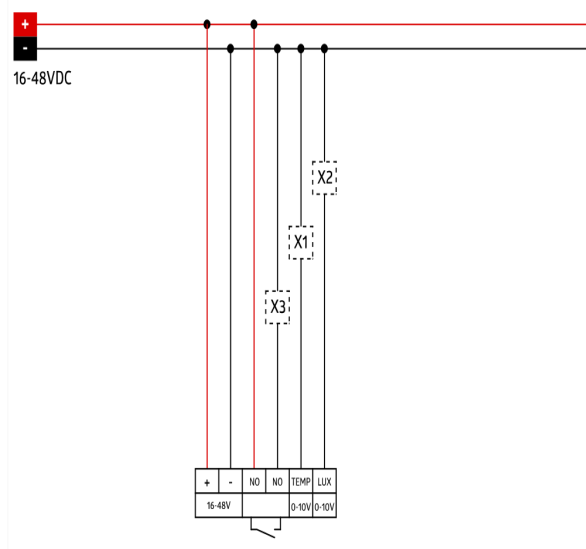 +
-
16-48VDC
X2
X1
X3
+ - NO NO TEMP LUX
16-48V 0-10V 0-10V